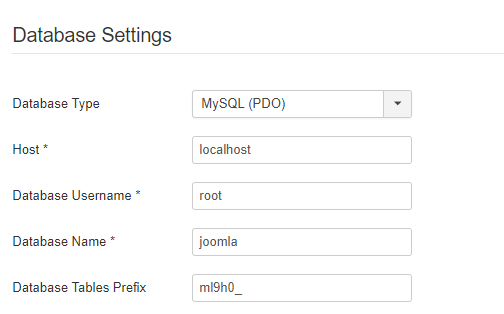 Database Settings
Database Type MySQL (PDO)
Host * localhost
Database Username * root
Database Name * joomla
Database Tables Prefix ml9h0_